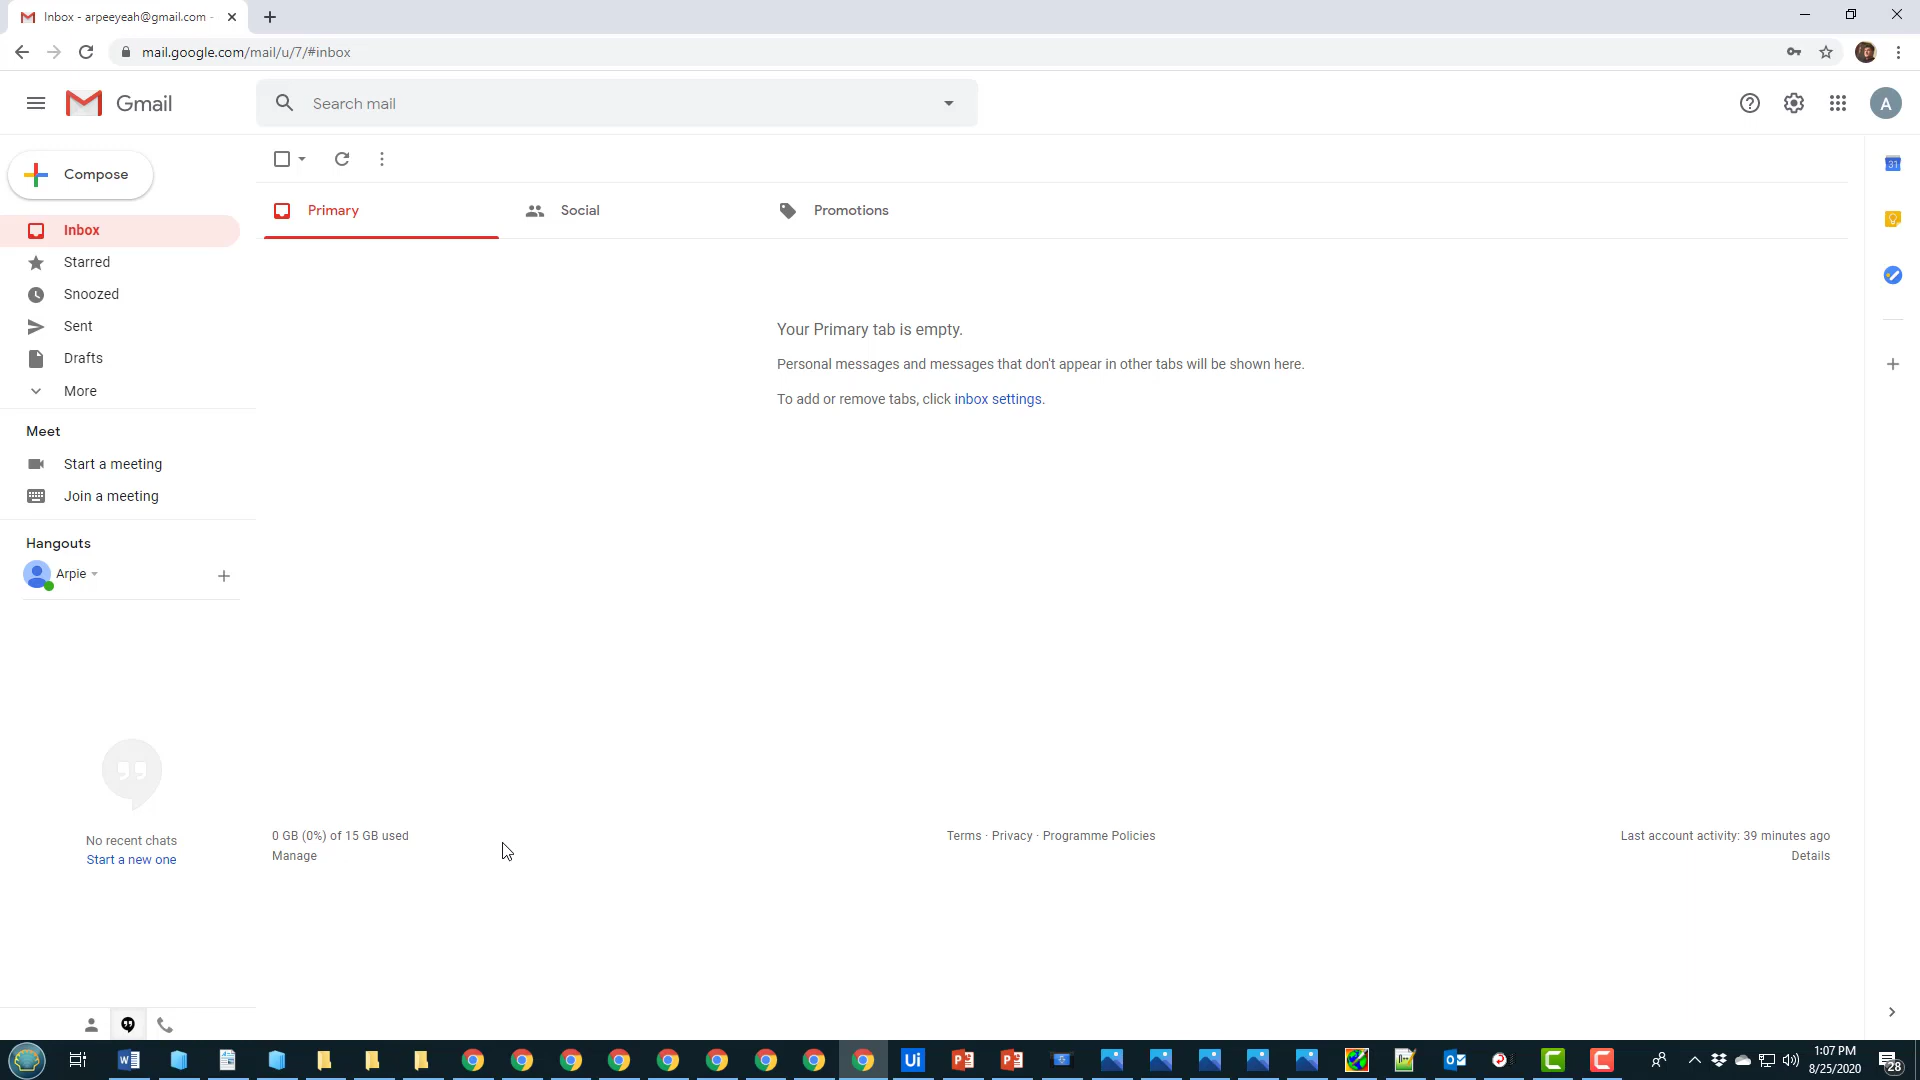 Inbox - arpeeyeah@gmail.com -
mail.google.com/mail/u/7/#inbox
Gmail
Search mail
A
Compose
31
Primary
Social
Promotions
Inbox
Starred
Snoozed
Sent
Drafts
More
Your Primary tab is empty.
Personal messages and messages that don't appear in other tabs will be shown here.
To add or remove tabs, click inbox settings.
Meet
Start a meeting
Join a meeting
Hangouts
Arpie
No recent chats
Start a new one
0 GB (0%) of 15 GB used
Manage
Terms · Privacy · Programme Policies
Last account activity: 39 minutes ago
Details
Ui
1:07 PM
8/25/2020
28